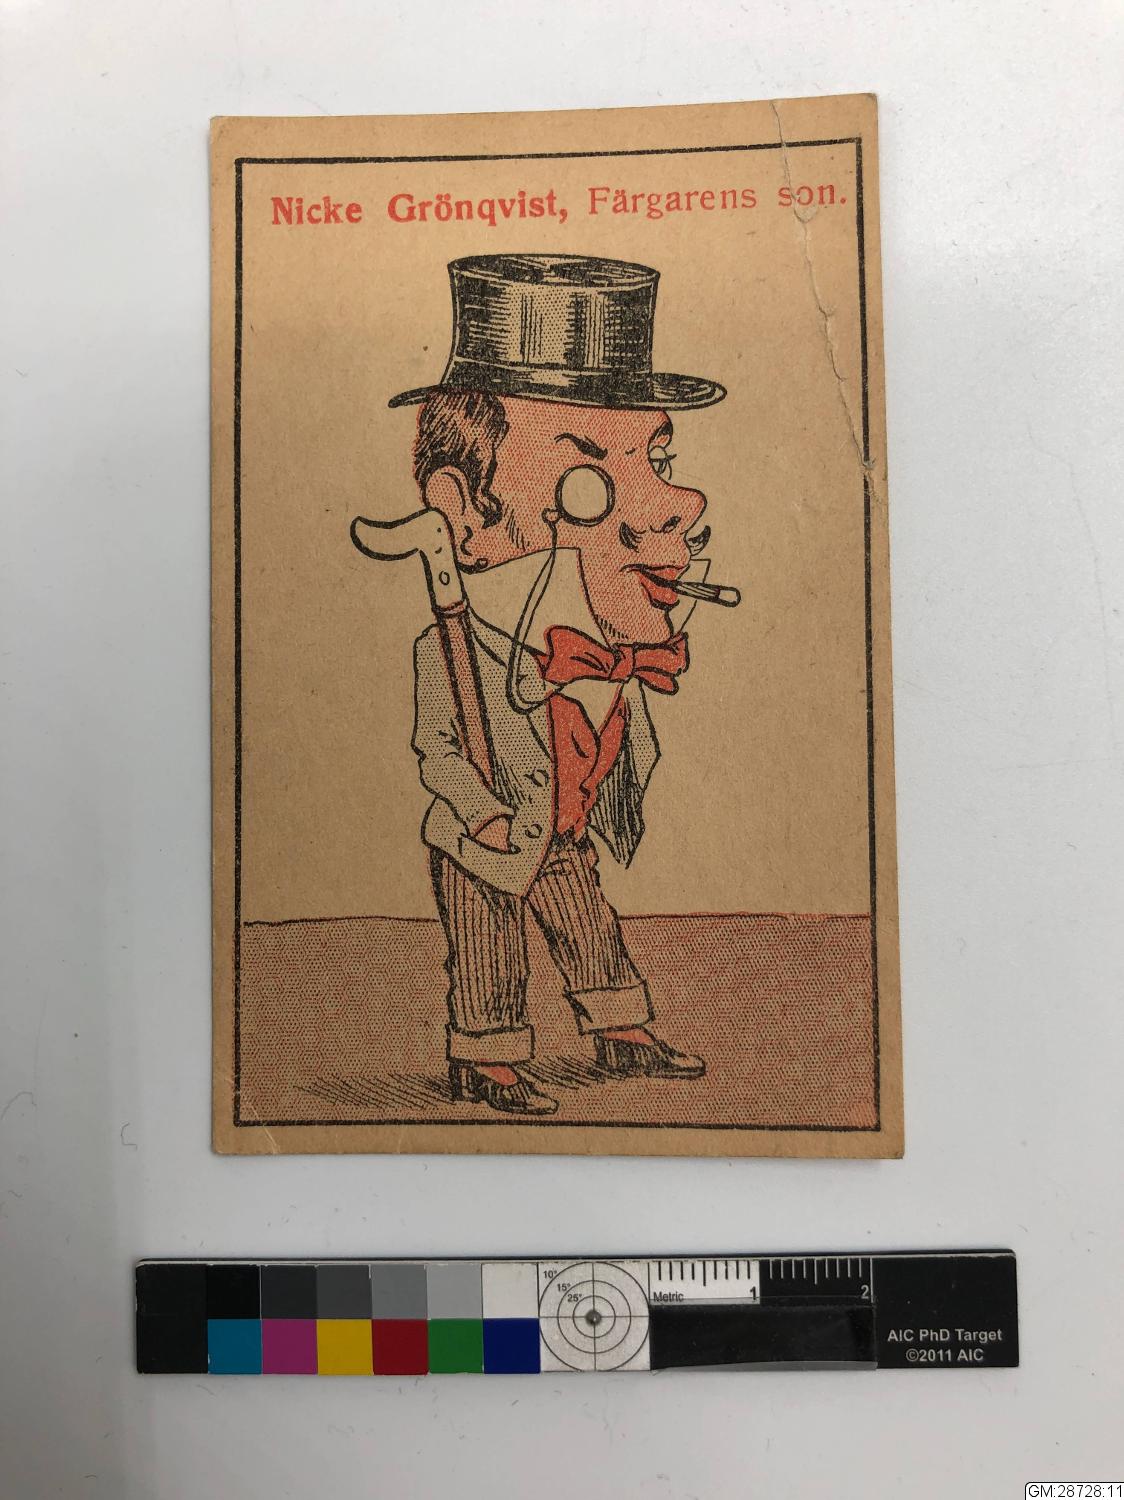 Nicke Grönqvist, Färgarens son.
10°
15°
25°
Metric 1 2
AIC PhD Target
©2011 AIC
GM:28728:11